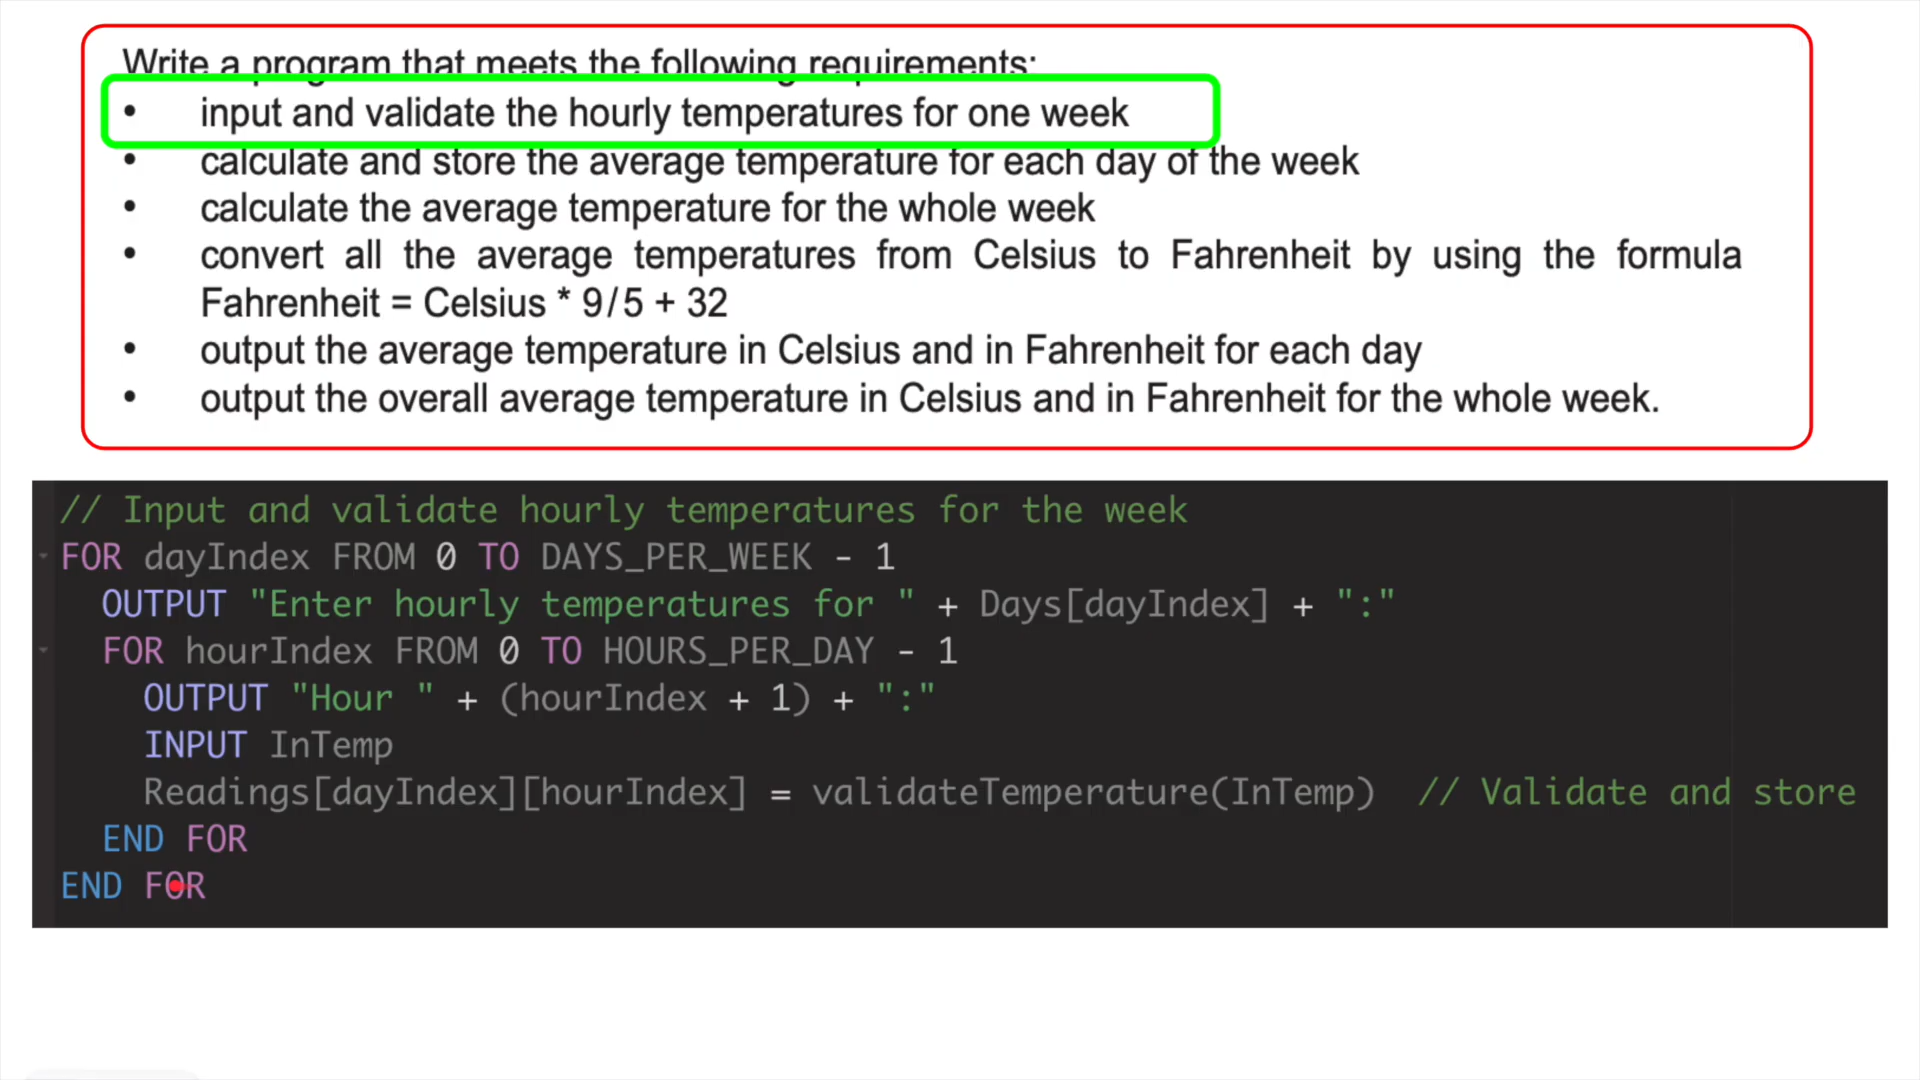 Write a program that meets the following requirements:
• input and validate the hourly temperatures for one week
• calculate and store the average temperature for each day of the week
• calculate the average temperature for the whole week
• convert all the average temperatures from Celsius to Fahrenheit by using the formula
Fahrenheit = Celsius * 9/5 + 32
• output the average temperature in Celsius and in Fahrenheit for each day
• output the overall average temperature in Celsius and in Fahrenheit for the whole week.
// Input and validate hourly temperatures for the week
FOR dayIndex FROM 0 TO DAYS_PER_WEEK - 1
  OUTPUT "Enter hourly temperatures for " + Days[dayIndex] + ":"
  FOR hourIndex FROM 0 TO HOURS_PER_DAY - 1
    OUTPUT "Hour " + (hourIndex + 1) + ":"
    INPUT InTemp
    Readings[dayIndex][hourIndex] = validateTemperature(InTemp)  // Validate and store
  END FOR
END FOR